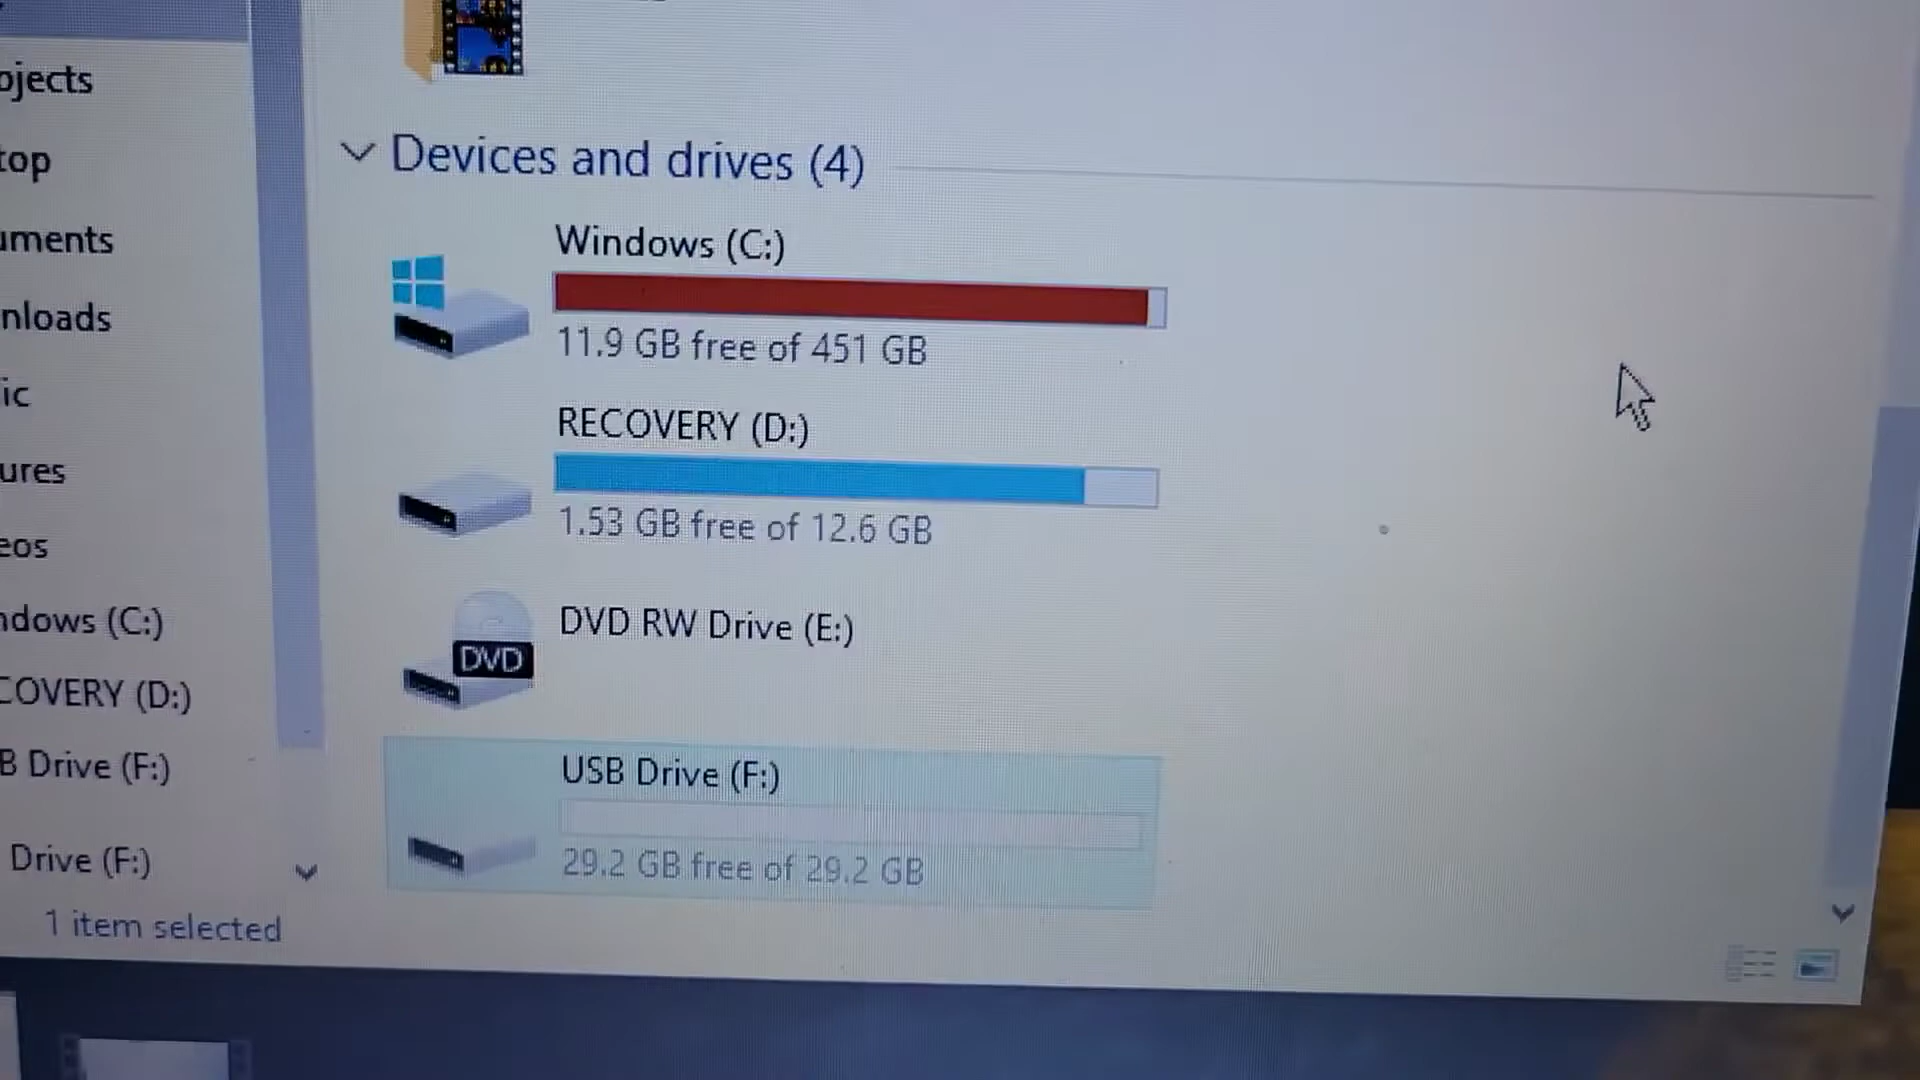 ojects
top
uments
nloads
ic
ures
eos
ndows (C:)
COVERY (D:)
B Drive (F:)
Drive (F:)
1 item selected
Devices and drives (4)
Windows (C:)
11.9 GB free of 451 GB
RECOVERY (D:)
1.53 GB free of 12.6 GB
DVD
DVD RW Drive (E:)
USB Drive (F:)
29.2 GB free of 29.2 GB